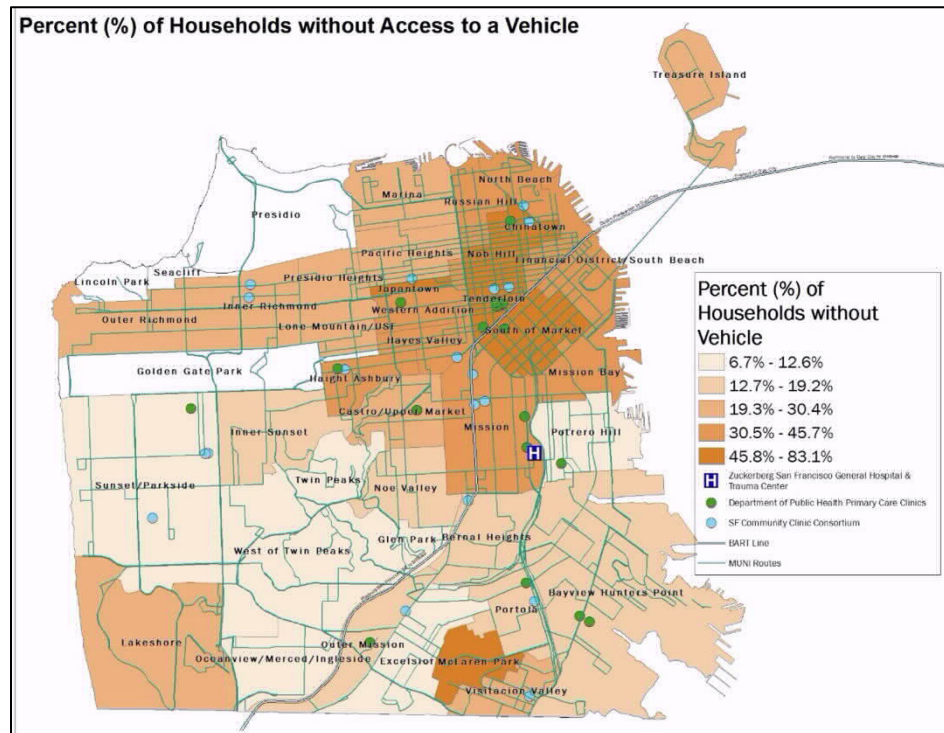 Percent (%) of Households without Access to a Vehicle
Treasure Island
North Beach
Marina
Russian Hill
Chinatown
Presidio
Pacific Heights
Nob Hill
Financial District/South Beach
Seacliff
Lincoln Park
Presidio Heights
Japantown
Inner Richmond
Tenderloin
Outer Richmond
Western Addition
Lone Mountain/USF
South of Market
Hayes Valley
Golden Gate Park
Mission Bay
Haight Ashbury
Castro/Upper Market
Inner Sunset
Mission
Potrero Hill
Twin Peaks
Sunset/Parkside
Noe Valley
Glen Park
Bernal Heights
West of Twin Peaks
Bayview Hunters Point
Portola
Lakeshore
Outer Mission
Oceanview/Merced/Ingleside
Excelsior
McLaren Park
Visitacion Valley
Percent (%) of
Households without
Vehicle
6.7% - 12.6%
12.7% - 19.2%
19.3% - 30.4%
30.5% - 45.7%
45.8% - 83.1%
H
Zuckerberg San Francisco General Hospital &
Trauma Center
Department of Public Health Primary Care Clinics
SF Community Clinic Consortium
BART Line
MUNI Routes
H